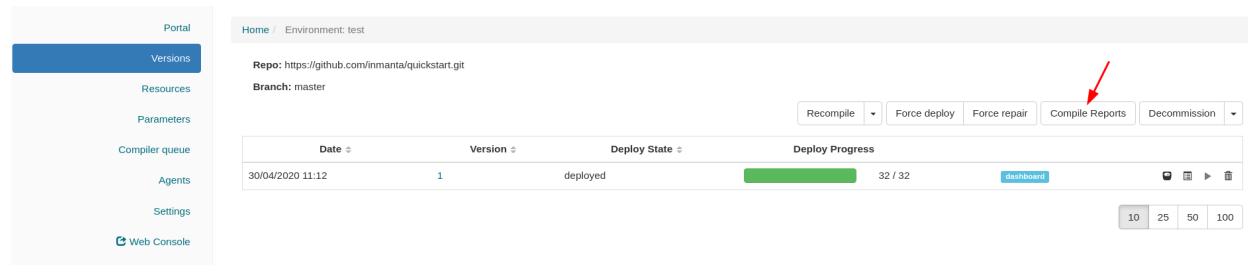 Portal
Versions
Resources
Parameters
Compiler queue
Agents
Settings
Web Console
Home / Environment: test
Repo: https://github.com/inmanta/quickstart.git
Branch: master
Recompile Force deploy Force repair Compile Reports Decommission
Date Version Deploy State Deploy Progress
30/04/2020 11:12 1 deployed 32 / 32 dashboard
10 25 50 100